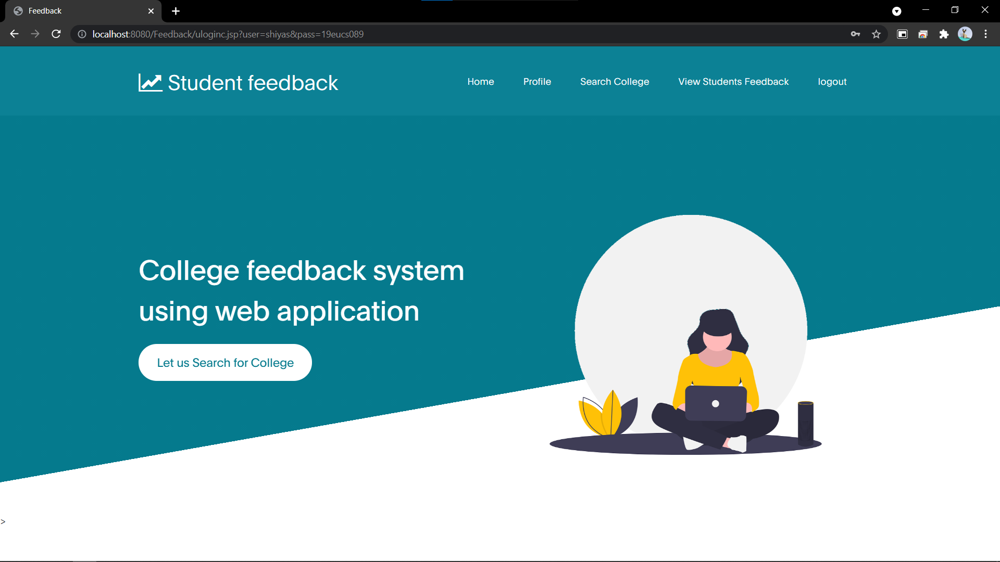 Feedback
localhost:8080/Feedback/uloginc.jsp?user=shiyas&pass=19eucs089
Student feedback
Home
Profile
Search College
View Students Feedback
logout
College feedback system
using web application
Let us Search for College
>